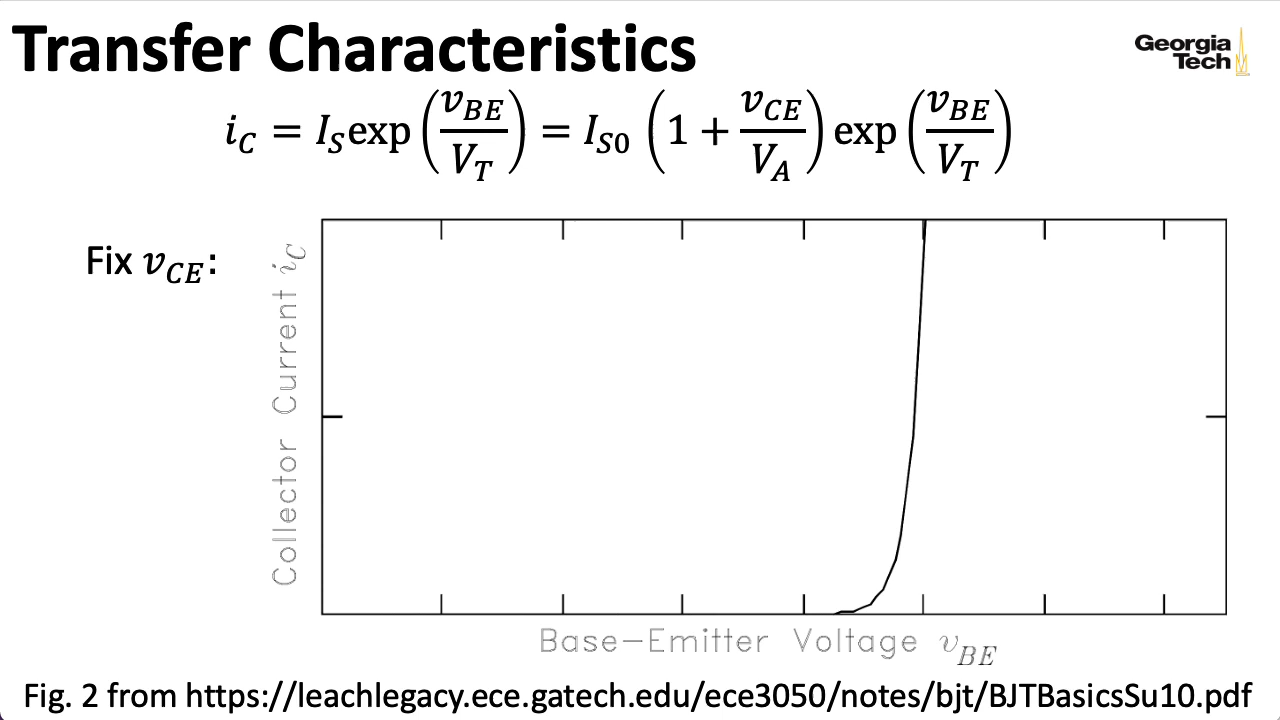 Transfer Characteristics
Georgia
Tech
i_C = I_S exp(v_BE/V_T) = I_S0 (1 + v_CE/V_A) exp(v_BE/V_T)
Fix v_CE:
Collector Current i_C
Base-Emitter Voltage v_BE
Fig. 2 from https://leachlegacy.ece.gatech.edu/ece3050/notes/bjt/BJTBasicsSu10.pdf